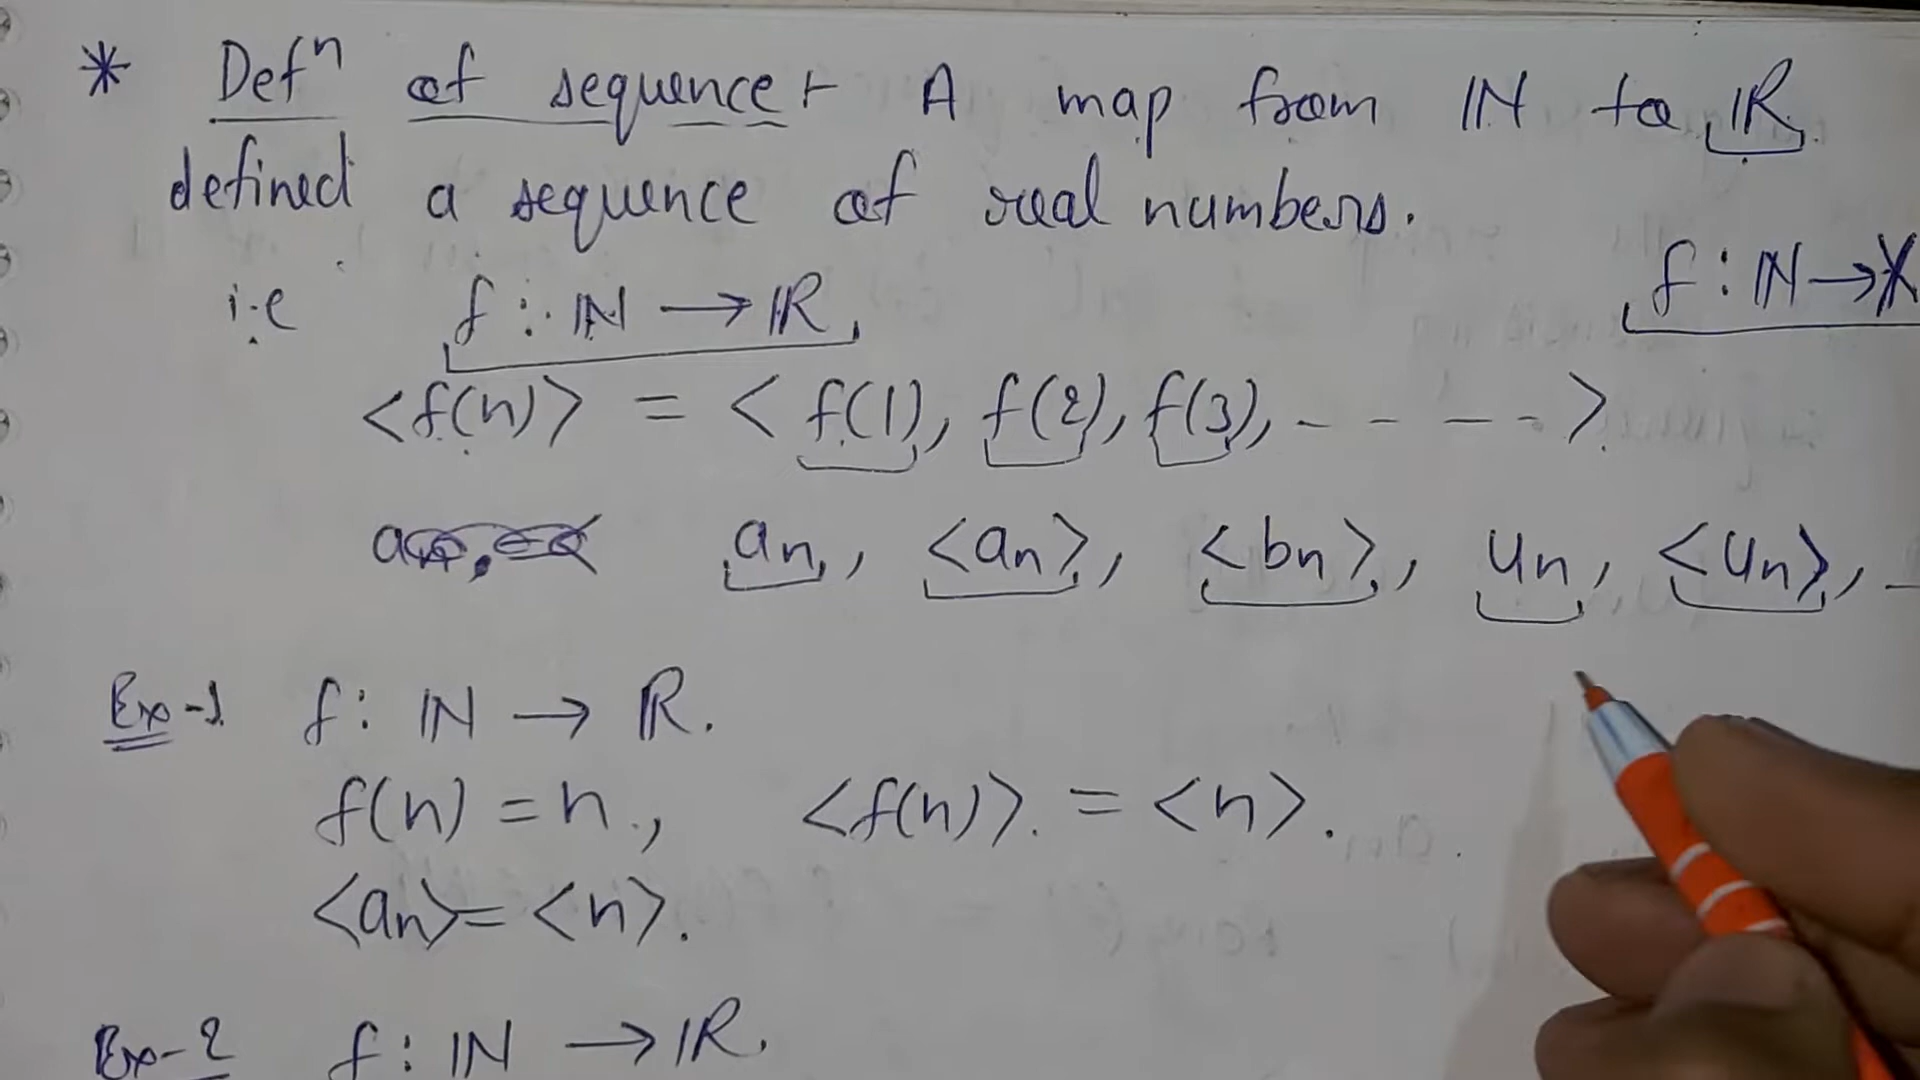 * Defⁿ of sequence :- A map from ℕ to ℝ
defined a sequence of real numbers.
i.e f : ℕ → ℝ,
f : ℕ → X
<f(n)> = < f(1), f(2), f(3), - - - - >
an, <an>, <bn>, un, <un>, -
Ex-1 f : ℕ → ℝ.
f(n) = n, <f(n)> = <n>.
<an> = <n>.
Ex-2 f : ℕ → ℝ.